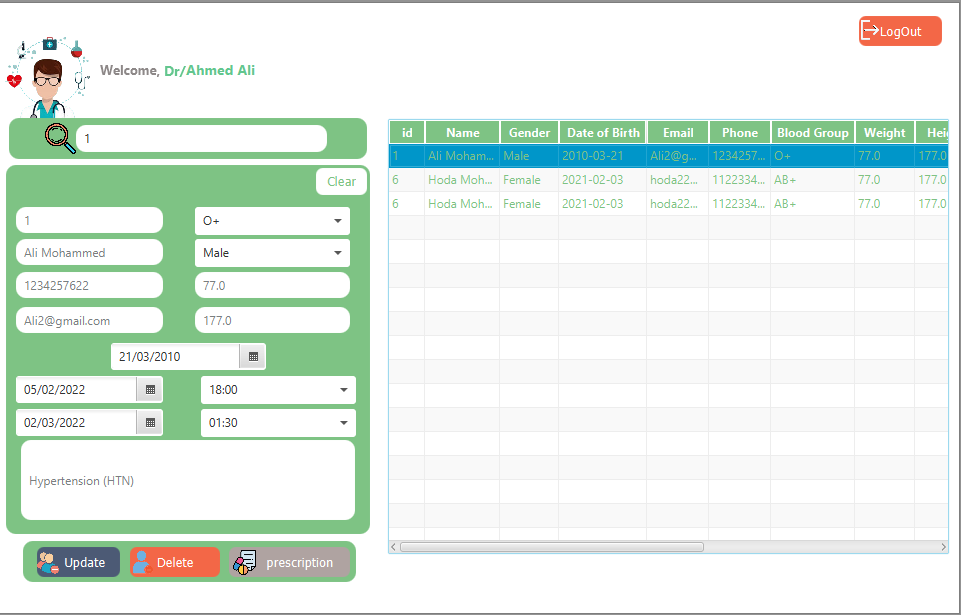 LogOut
Welcome, Dr/Ahmed Ali
1
Clear
1 O+
Ali Mohammed Male
1234257622 77.0
Ali2@gmail.com 177.0
21/03/2010
05/02/2022 18:00
02/03/2022 01:30
Hypertension (HTN)
Update Delete prescription
id Name Gender Date of Birth Email Phone Blood Group Weight Hei
1 Ali Moham... Male 2010-03-21 Ali2@g... 1234257... O+ 77.0 177.0
6 Hoda Moh... Female 2021-02-03 hoda22... 1122334... AB+ 77.0 177.0
6 Hoda Moh... Female 2021-02-03 hoda22... 1122334... AB+ 77.0 177.0